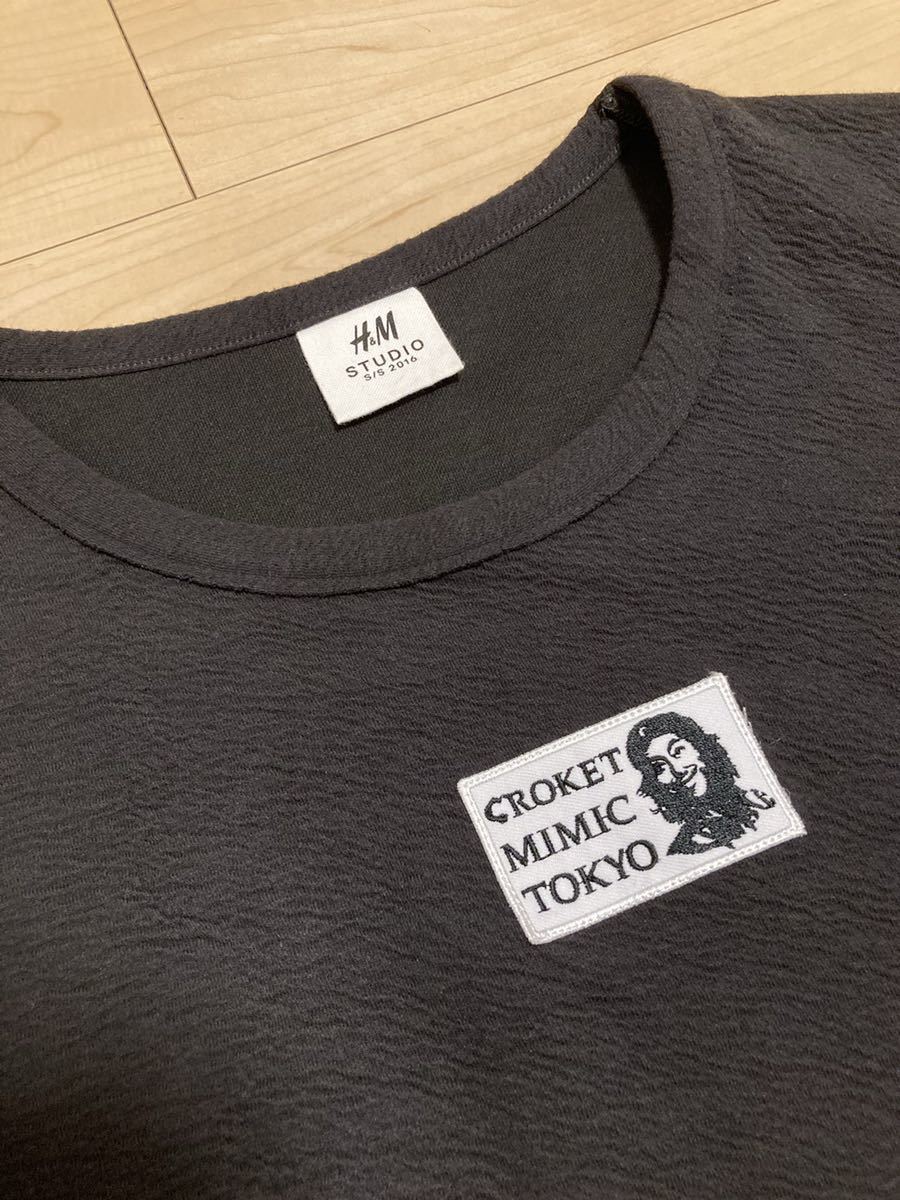 H&M
STUDIO
S/S 2016
CROKET
MIMIC
TOKYO